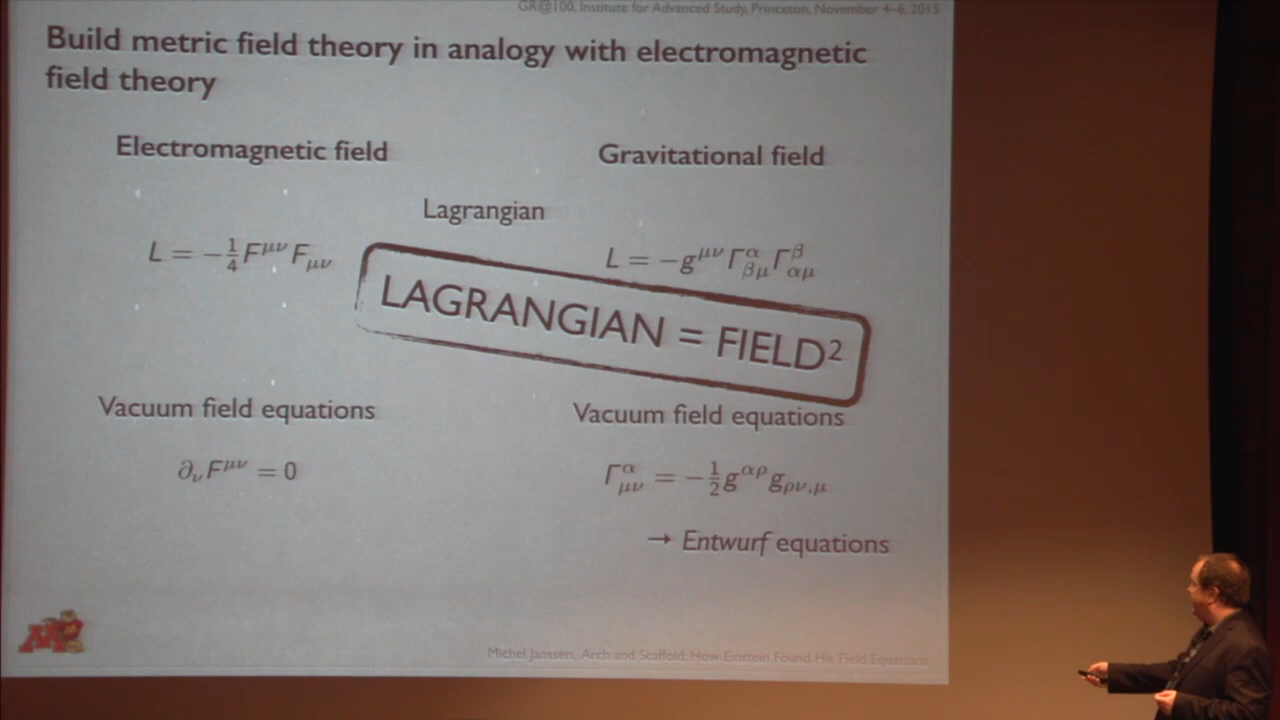 GR@100, Institute for Advanced Study, Princeton, November 4-6, 2015
Build metric field theory in analogy with electromagnetic
field theory
Electromagnetic field
Gravitational field
Lagrangian
L = −¼F^{μν}F_{μν}
L = −g^{μν}Γ^α_{βμ}Γ^β_{αμ}
LAGRANGIAN = FIELD²
Vacuum field equations
Vacuum field equations
∂_νF^{μν} = 0
Γ^α_{μν} = −½g^{αρ}g_{ρν,μ}
→ Entwurf equations
M
Michel Janssen, Arch and Scaffold: How Einstein Found His Field Equations